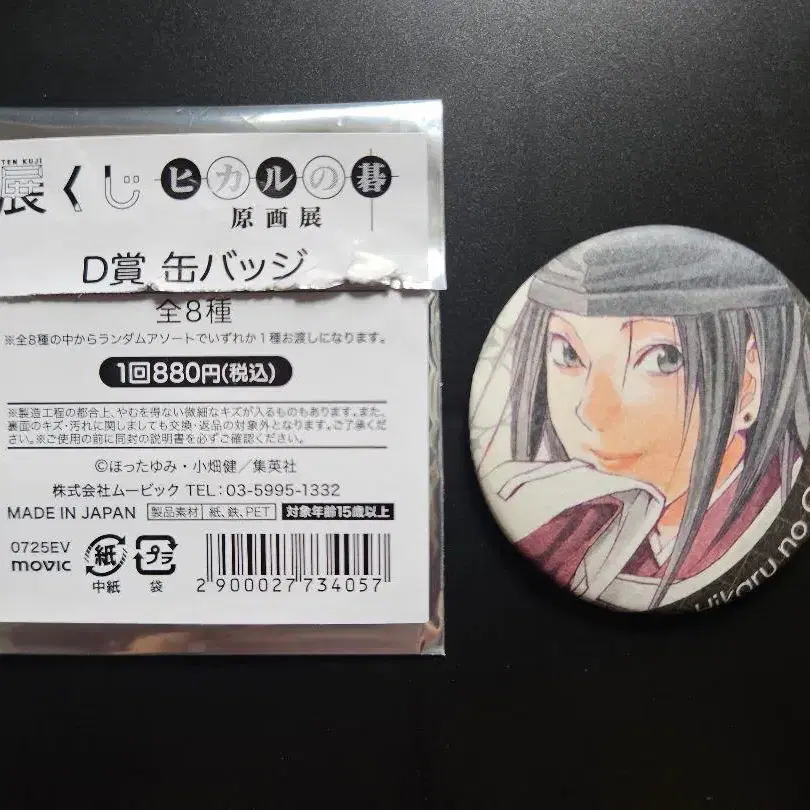 TEN KUJI
展くじ
ヒカルの碁
原画展
D賞 缶バッジ
全8種
※全8種の中からランダムアソートでいずれか1種お渡しになります。
1回880円(税込)
※製造工程の都合上、やむを得ない微細なキズが入るものもあります。また、
裏面のキズ・汚れに関しましても交換・返品の対象外となります。ご了承くだ
さい。※ご使用の前に同封の説明書を必ずご確認ください。
©ほったゆみ・小畑健/集英社
株式会社ムービック TEL:03-5995-1332
MADE IN JAPAN 製品素材 紙、鉄、PET 対象年齢15歳以上
0725EV
movic
紙
中紙
プラ
袋
2900027734057
Hikaru no